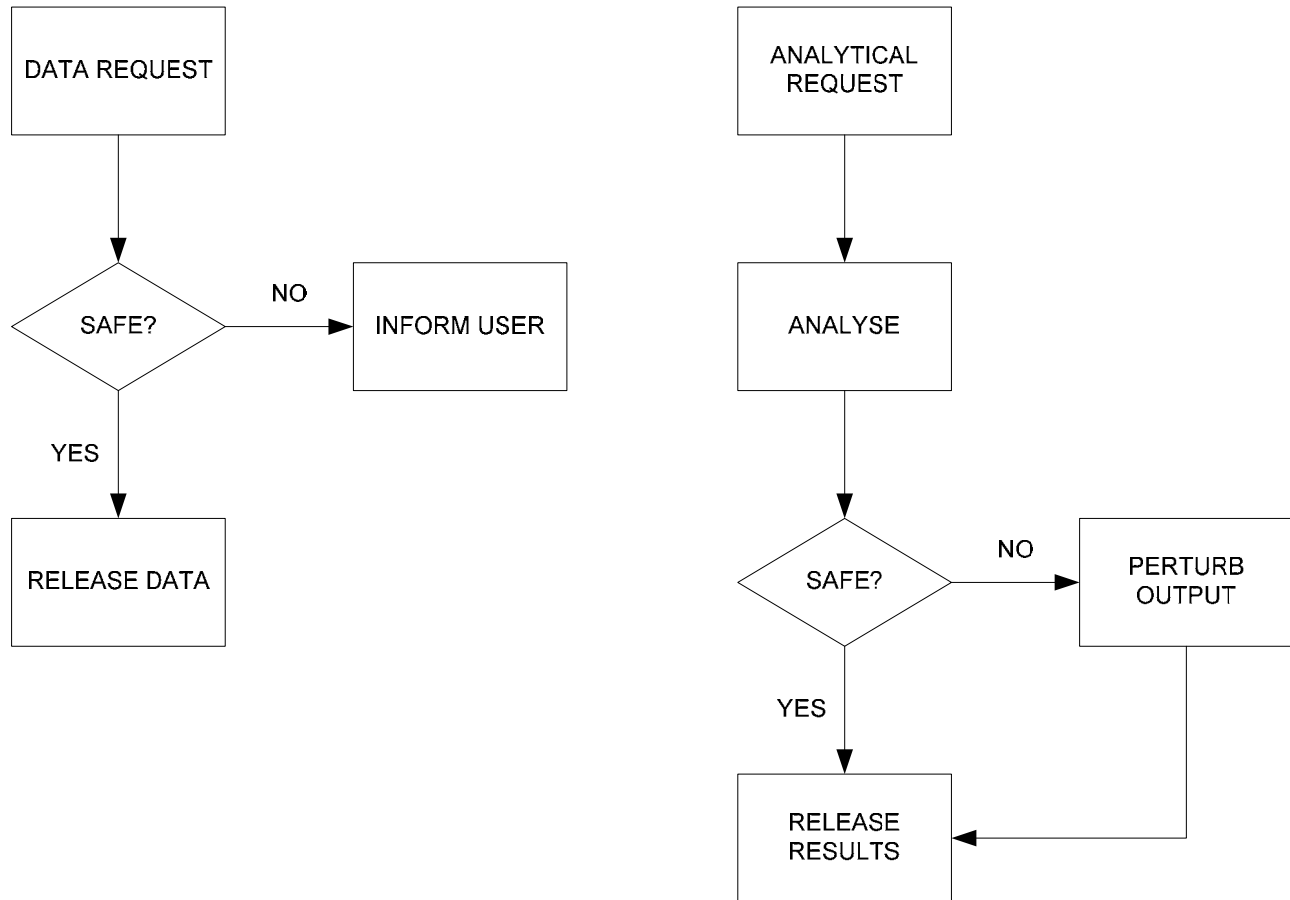 DATA REQUEST
SAFE?
NO
INFORM USER
YES
RELEASE DATA
ANALYTICAL
REQUEST
ANALYSE
SAFE?
NO
PERTURB
OUTPUT
YES
RELEASE
RESULTS